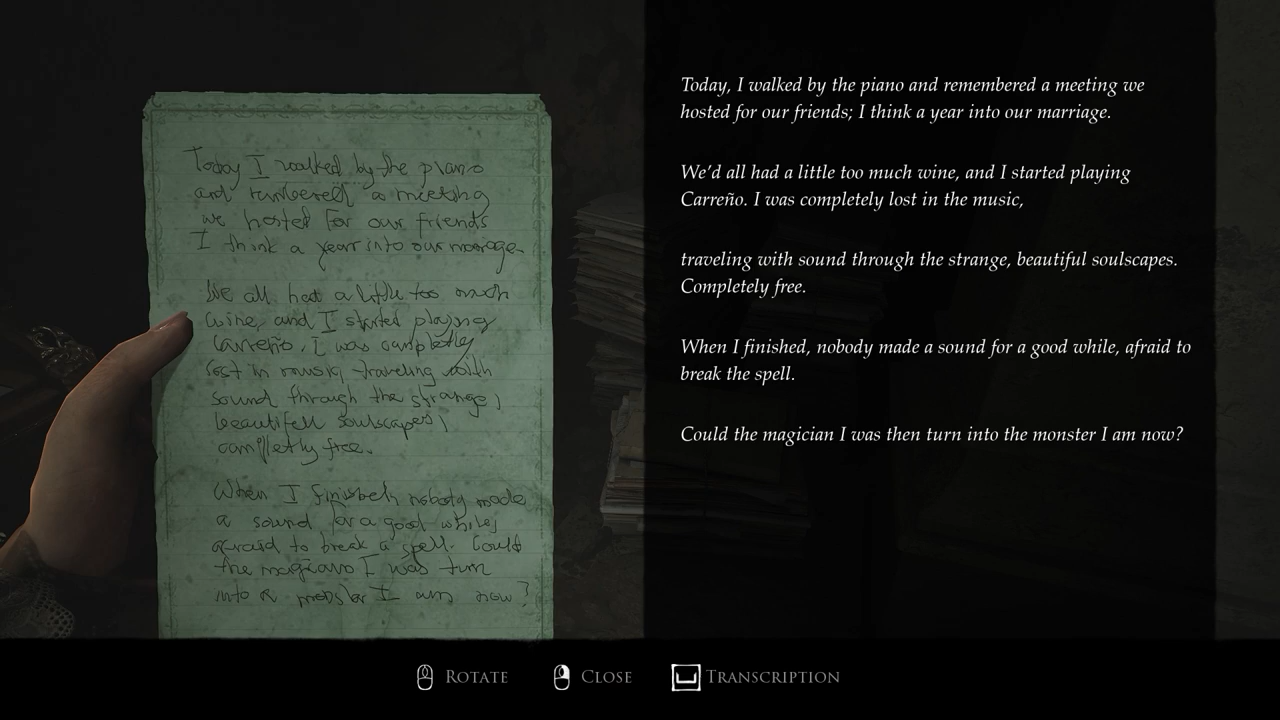 Today I walked by the piano
and rembered a meeting
we hosted for our friends
I think a year into our marrage.
We all had a little too much
wine, and I started playing
Carreño. I was completly
lost in music, traveling with
sound through the strange,
beautifull soulscapes,
completly free.
When I finished, nobody made
a sound for a good while,
afraid to break a spell. Could
the magician I was turn
into a monster I am now?
Today, I walked by the piano and remembered a meeting we
hosted for our friends; I think a year into our marriage.
We'd all had a little too much wine, and I started playing
Carreño. I was completely lost in the music,
traveling with sound through the strange, beautiful soulscapes.
Completely free.
When I finished, nobody made a sound for a good while, afraid to
break the spell.
Could the magician I was then turn into the monster I am now?
ROTATE
CLOSE
TRANSCRIPTION